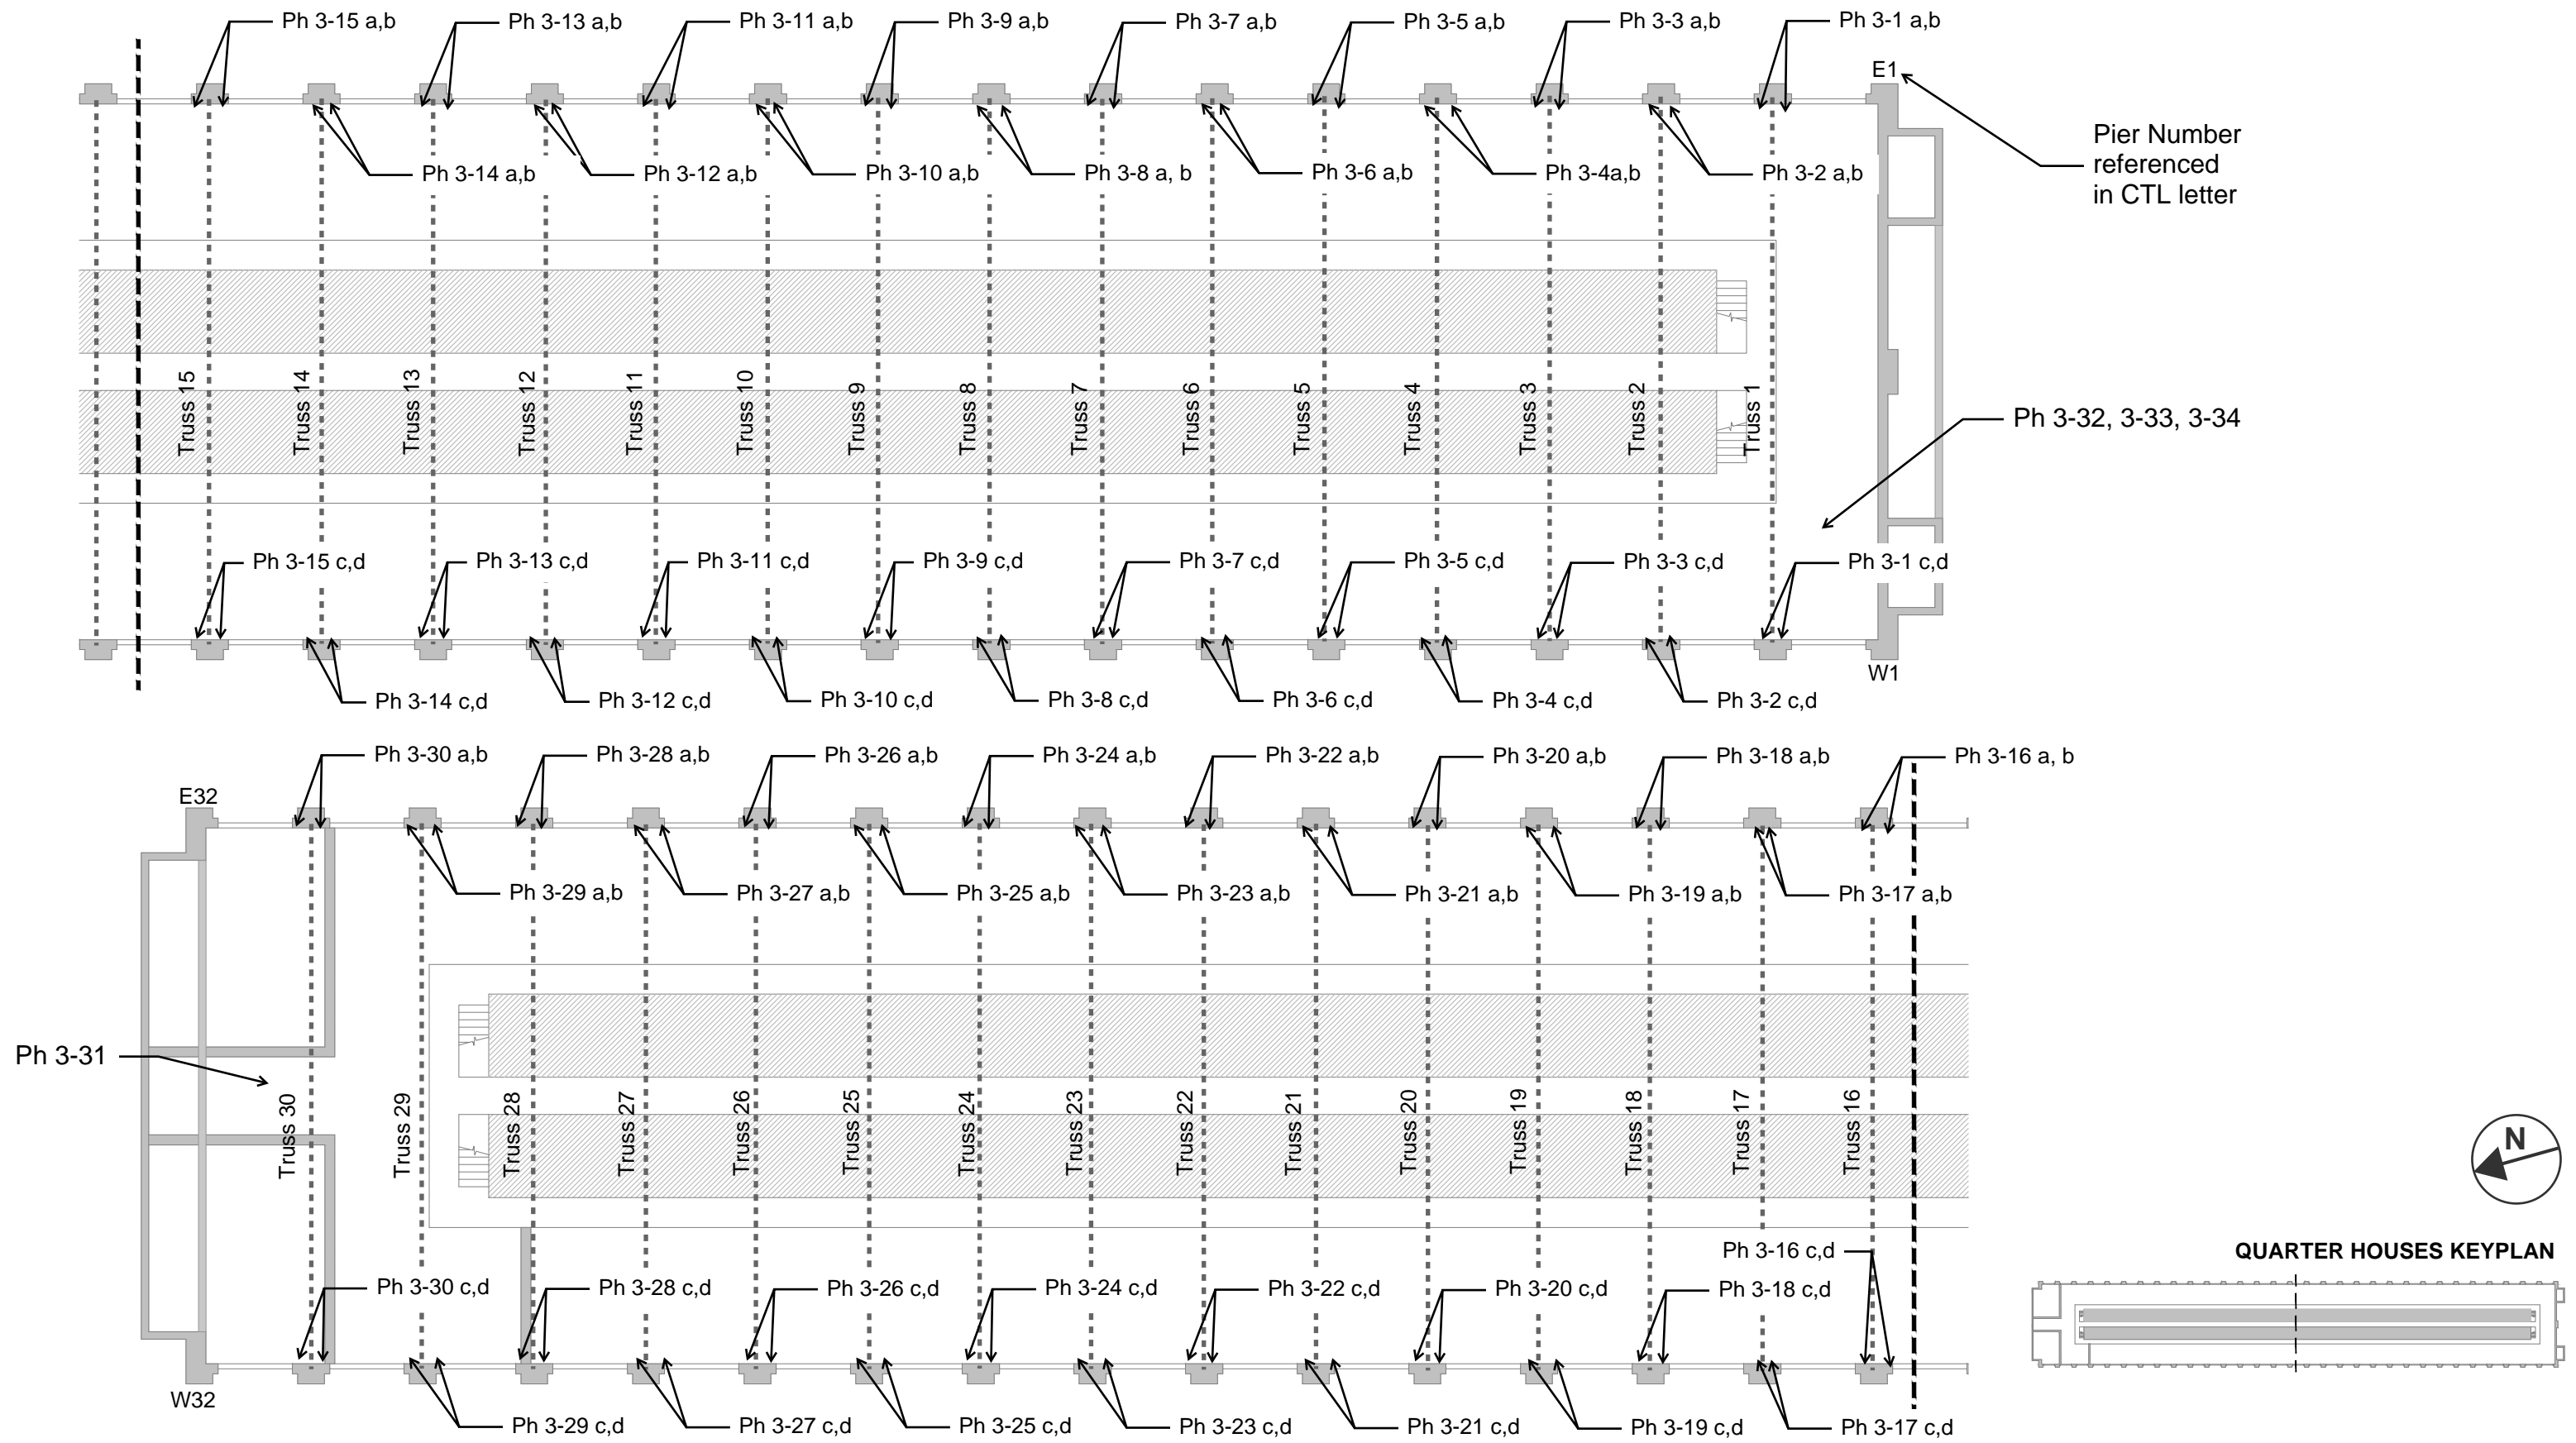 Ph 3-15 a,b
Ph 3-13 a,b
Ph 3-11 a,b
Ph 3-9 a,b
Ph 3-7 a,b
Ph 3-5 a,b
Ph 3-3 a,b
Ph 3-1 a,b
E1
Pier Number
referenced
in CTL letter
Ph 3-14 a,b
Ph 3-12 a,b
Ph 3-10 a,b
Ph 3-8 a, b
Ph 3-6 a,b
Ph 3-4a,b
Ph 3-2 a,b
Truss 15
Truss 14
Truss 13
Truss 12
Truss 11
Truss 10
Truss 9
Truss 8
Truss 7
Truss 6
Truss 5
Truss 4
Truss 3
Truss 2
Truss 1
Ph 3-32, 3-33, 3-34
Ph 3-15 c,d
Ph 3-13 c,d
Ph 3-11 c,d
Ph 3-9 c,d
Ph 3-7 c,d
Ph 3-5 c,d
Ph 3-3 c,d
Ph 3-1 c,d
W1
Ph 3-14 c,d
Ph 3-12 c,d
Ph 3-10 c,d
Ph 3-8 c,d
Ph 3-6 c,d
Ph 3-4 c,d
Ph 3-2 c,d
Ph 3-30 a,b
Ph 3-28 a,b
Ph 3-26 a,b
Ph 3-24 a,b
Ph 3-22 a,b
Ph 3-20 a,b
Ph 3-18 a,b
Ph 3-16 a, b
E32
Ph 3-29 a,b
Ph 3-27 a,b
Ph 3-25 a,b
Ph 3-23 a,b
Ph 3-21 a,b
Ph 3-19 a,b
Ph 3-17 a,b
Ph 3-31
Truss 30
Truss 29
Truss 28
Truss 27
Truss 26
Truss 25
Truss 24
Truss 23
Truss 22
Truss 21
Truss 20
Truss 19
Truss 18
Truss 17
Truss 16
N
QUARTER HOUSES KEYPLAN
Ph 3-16 c,d
Ph 3-30 c,d
Ph 3-28 c,d
Ph 3-26 c,d
Ph 3-24 c,d
Ph 3-22 c,d
Ph 3-20 c,d
Ph 3-18 c,d
W32
Ph 3-29 c,d
Ph 3-27 c,d
Ph 3-25 c,d
Ph 3-23 c,d
Ph 3-21 c,d
Ph 3-19 c,d
Ph 3-17 c,d